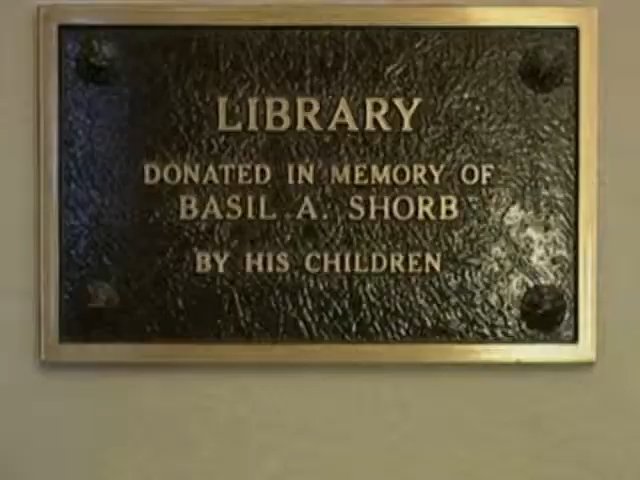 LIBRARY
DONATED IN MEMORY OF
BASIL A. SHORB
BY HIS CHILDREN